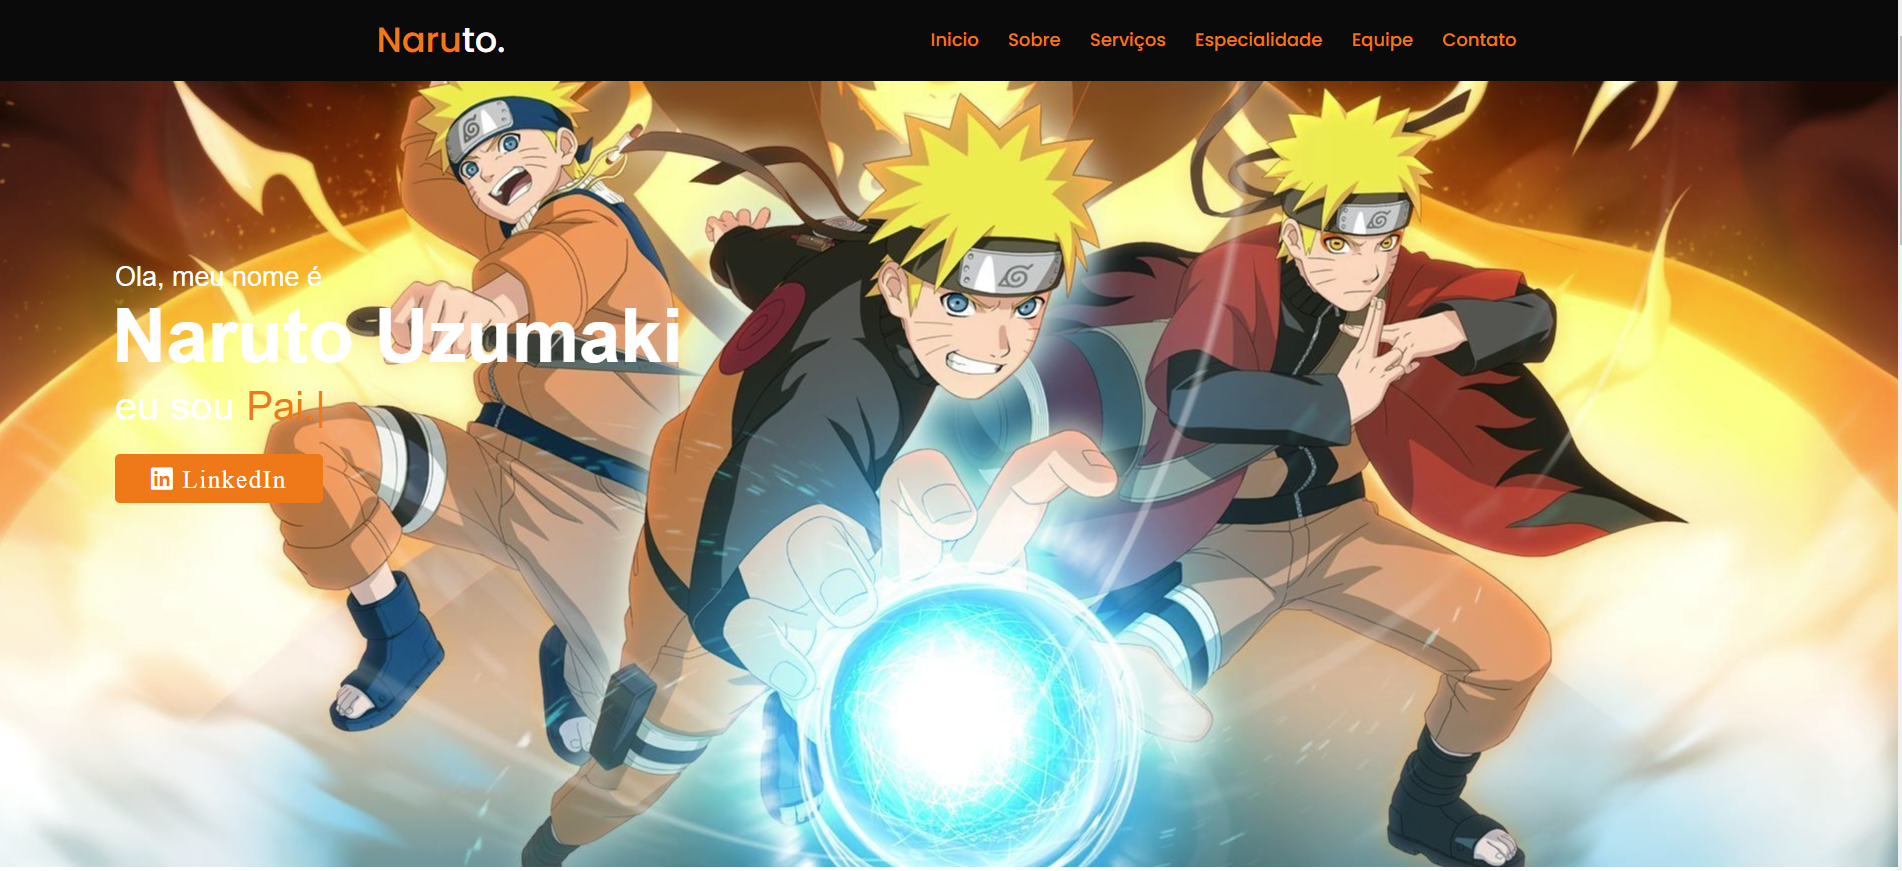 Naruto.
Inicio Sobre Serviços Especialidade Equipe Contato
Ola, meu nome é
Naruto Uzumaki
eu sou Pai.|
LinkedIn